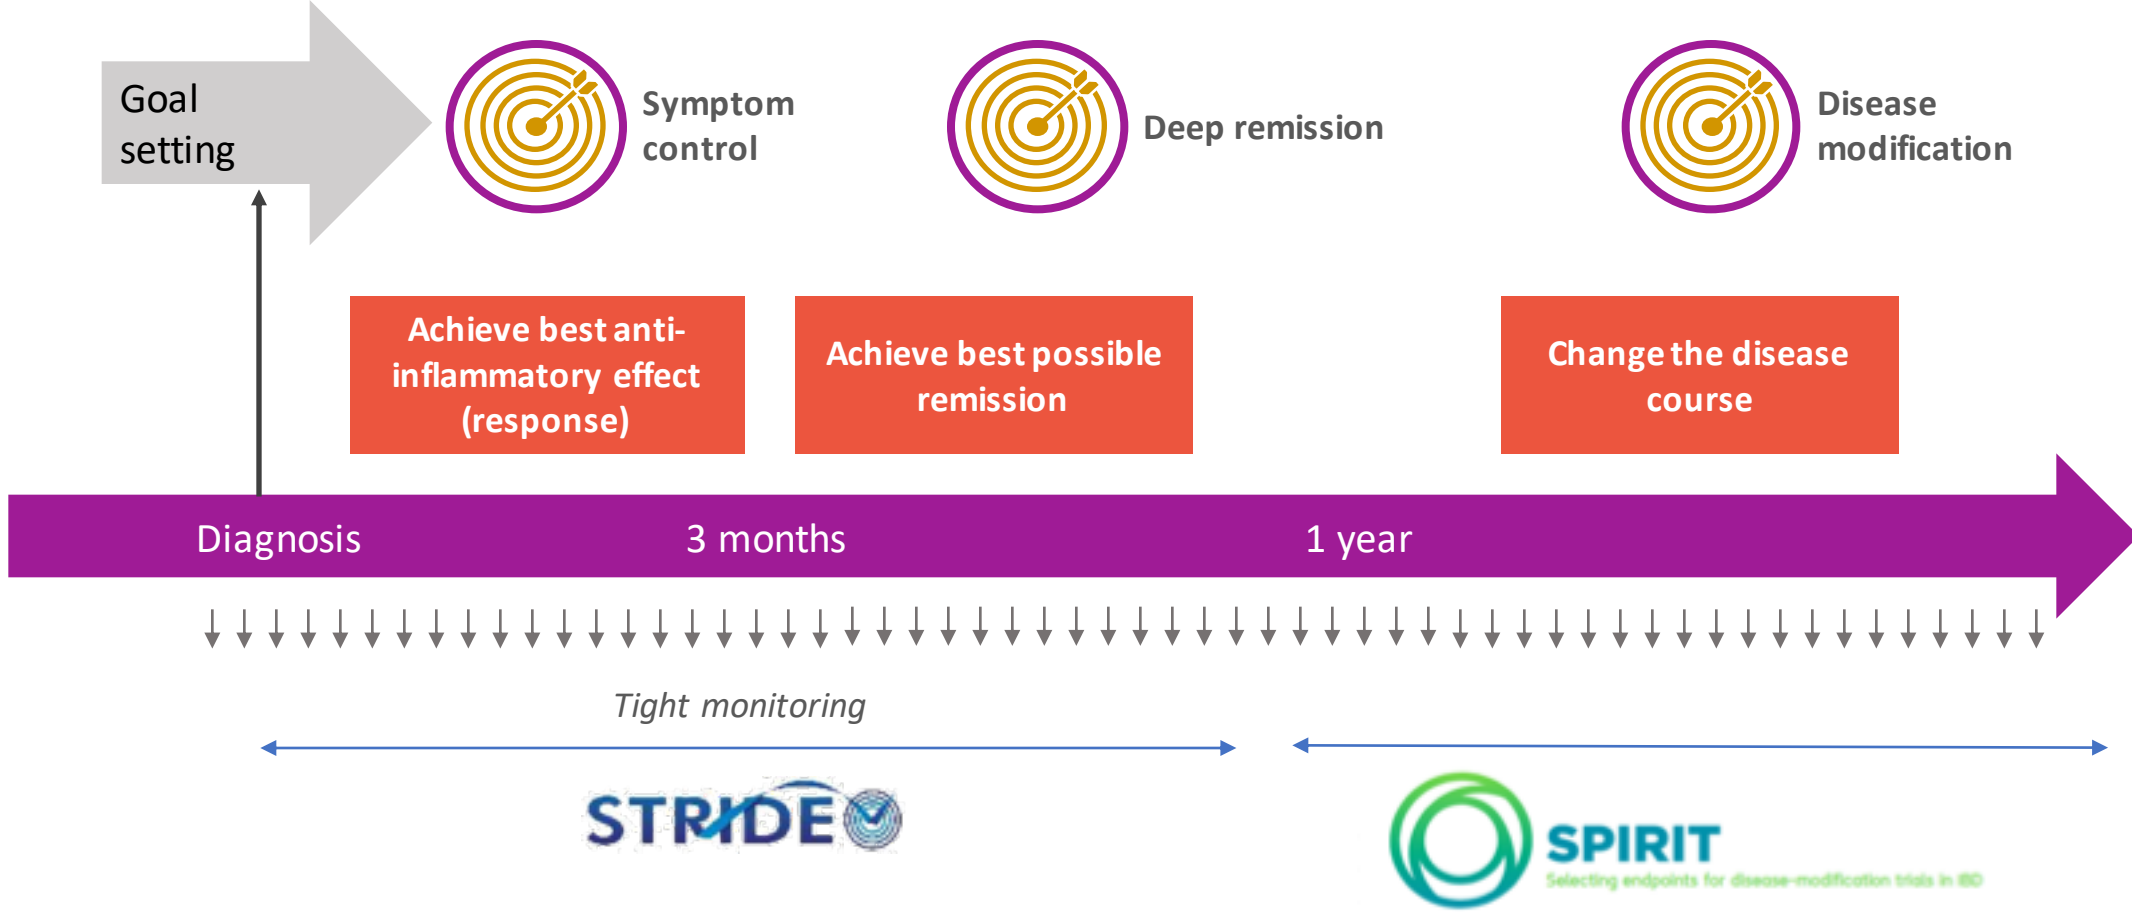 Goal
setting
Symptom
control
Deep remission
Disease
modification
Achieve best anti-
inflammatory effect
(response)
Achieve best possible
remission
Change the disease
course
Diagnosis
3 months
1 year
Tight monitoring
STRIDE
SPIRIT
Selecting endpoints for disease-modification trials in IBD